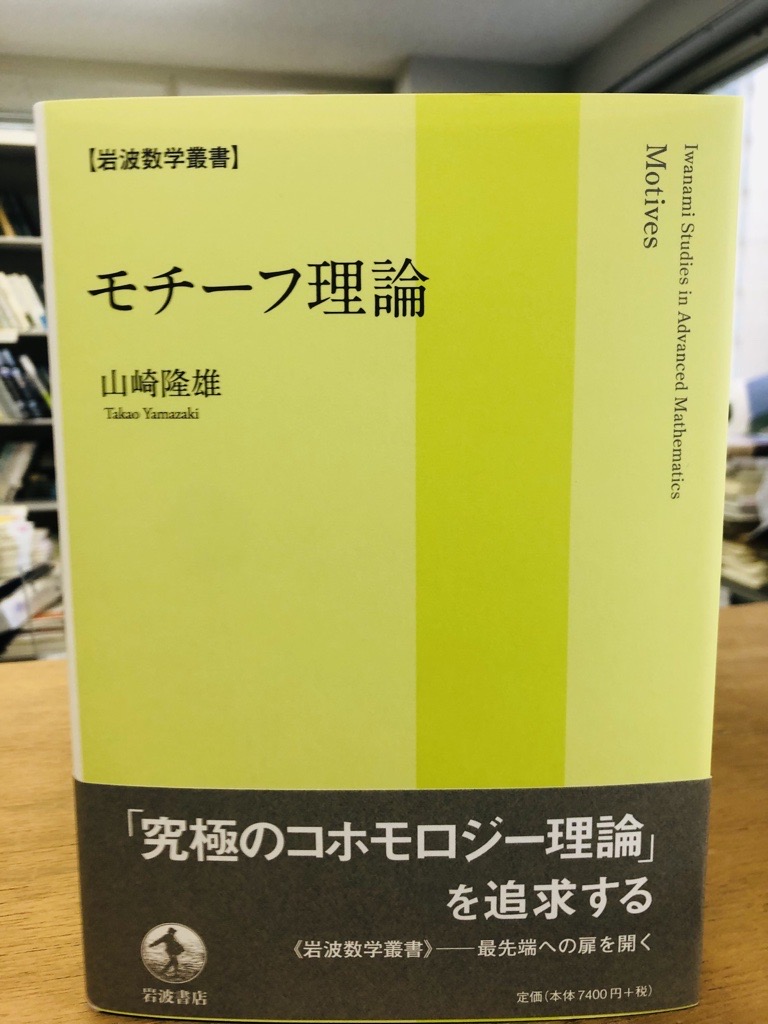 【岩波数学叢書】
Iwanami Studies in Advanced Mathematics
Motives
モチーフ理論
山崎隆雄
Takao Yamazaki
「究極のコホモロジー理論」
を追求する
《岩波数学叢書》——最先端への扉を開く
岩波書店
定価(本体7400円+税)